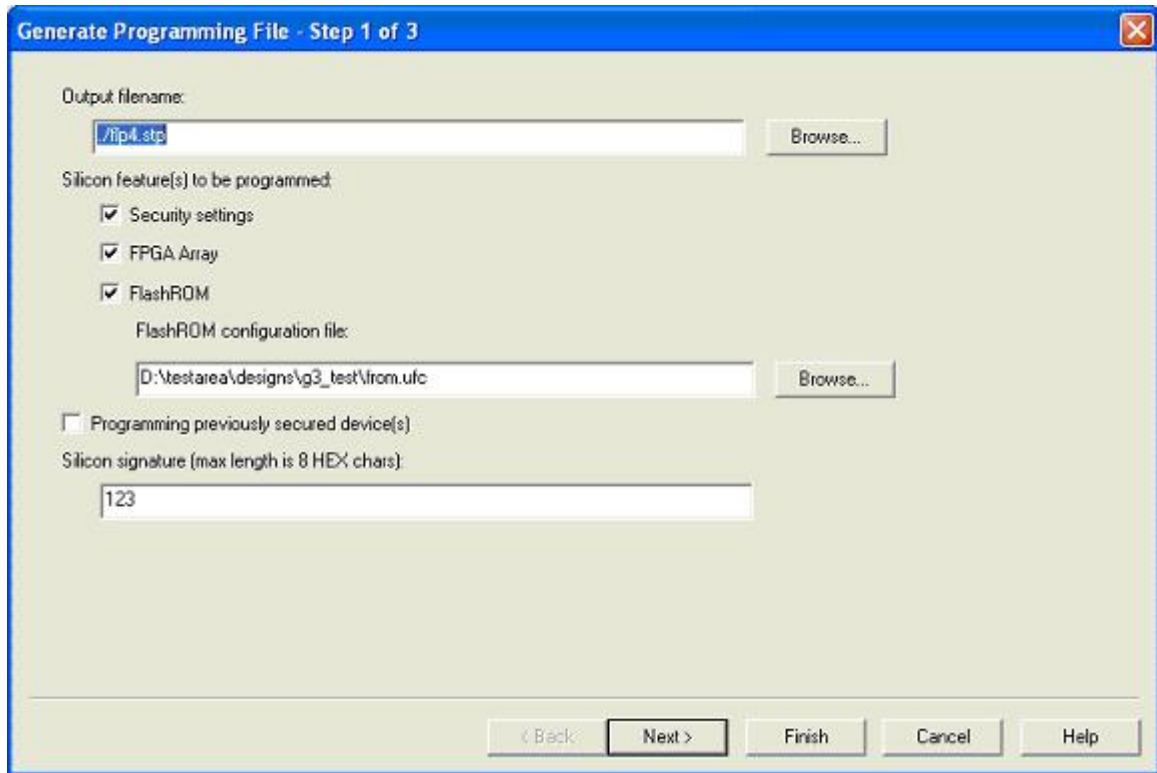 Generate Programming File - Step 1 of 3
Output filename:
./flp4.stp
Browse...
Silicon feature(s) to be programmed:
Security settings
FPGA Array
FlashROM
FlashROM configuration file:
D:\testarea\designs\g3_test\from.ufc
Browse...
Programming previously secured device(s)
Silicon signature (max length is 8 HEX chars):
123
< Back
Next >
Finish
Cancel
Help